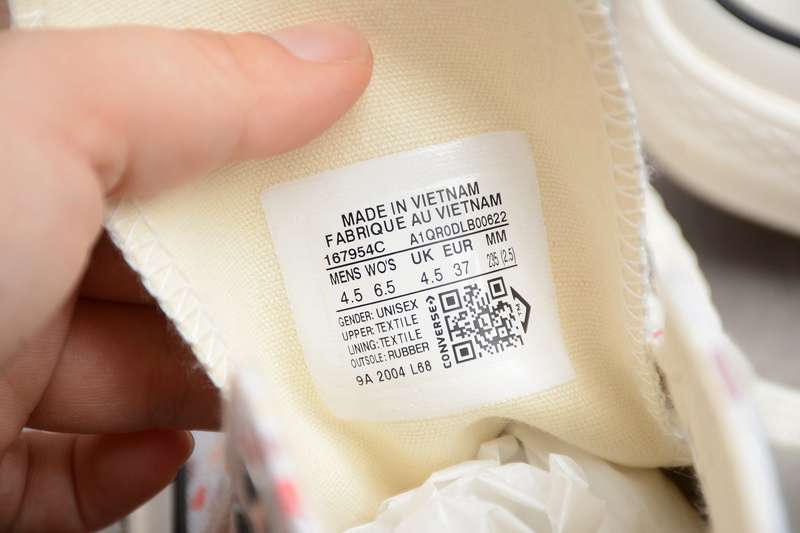 MADE IN VIETNAM
FABRIQUE AU VIETNAM
167954C A1QR0DLB00622
MENS WO'S UK EUR MM
4.5 6.5 4.5 37 235 (2.5)
GENDER: UNISEX
UPPER: TEXTILE
LINING: TEXTILE
OUTSOLE: RUBBER
9A 2004 L68
CONVERSE
TM